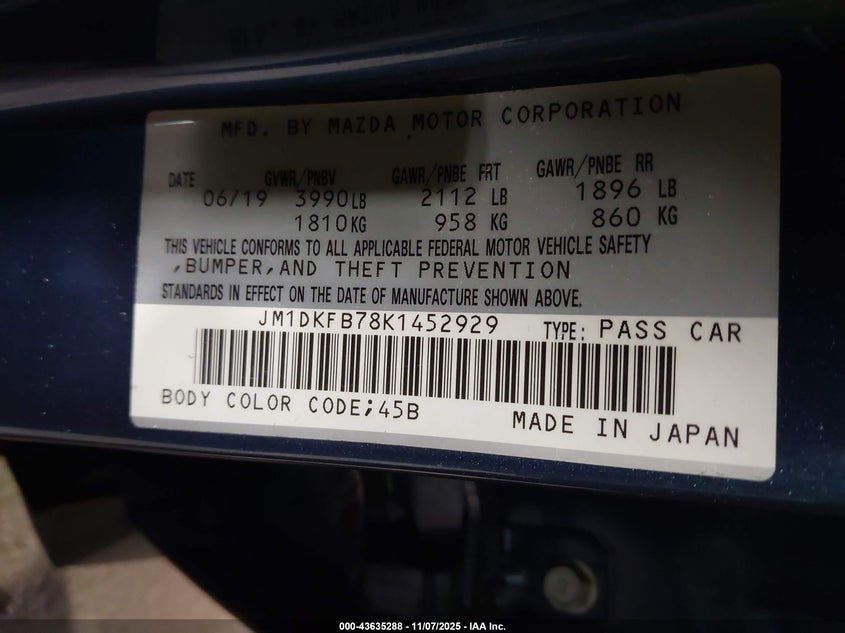 MFD. BY MAZDA MOTOR CORPORATION
DATE GVWR/PNBV GAWR/PNBE FRT GAWR/PNBE RR
06/19 3990LB 2112 LB 1896 LB
1810KG 958 KG 860 KG
THIS VEHICLE CONFORMS TO ALL APPLICABLE FEDERAL MOTOR VEHICLE SAFETY
,BUMPER,AND THEFT PREVENTION
STANDARDS IN EFFECT ON THE DATE OF MANUFACTURE SHOWN ABOVE.
JM1DKFB78K1452929 TYPE: PASS CAR
BODY COLOR CODE;45B MADE IN JAPAN
000-43635288 - 11/07/2025 - IAA Inc.